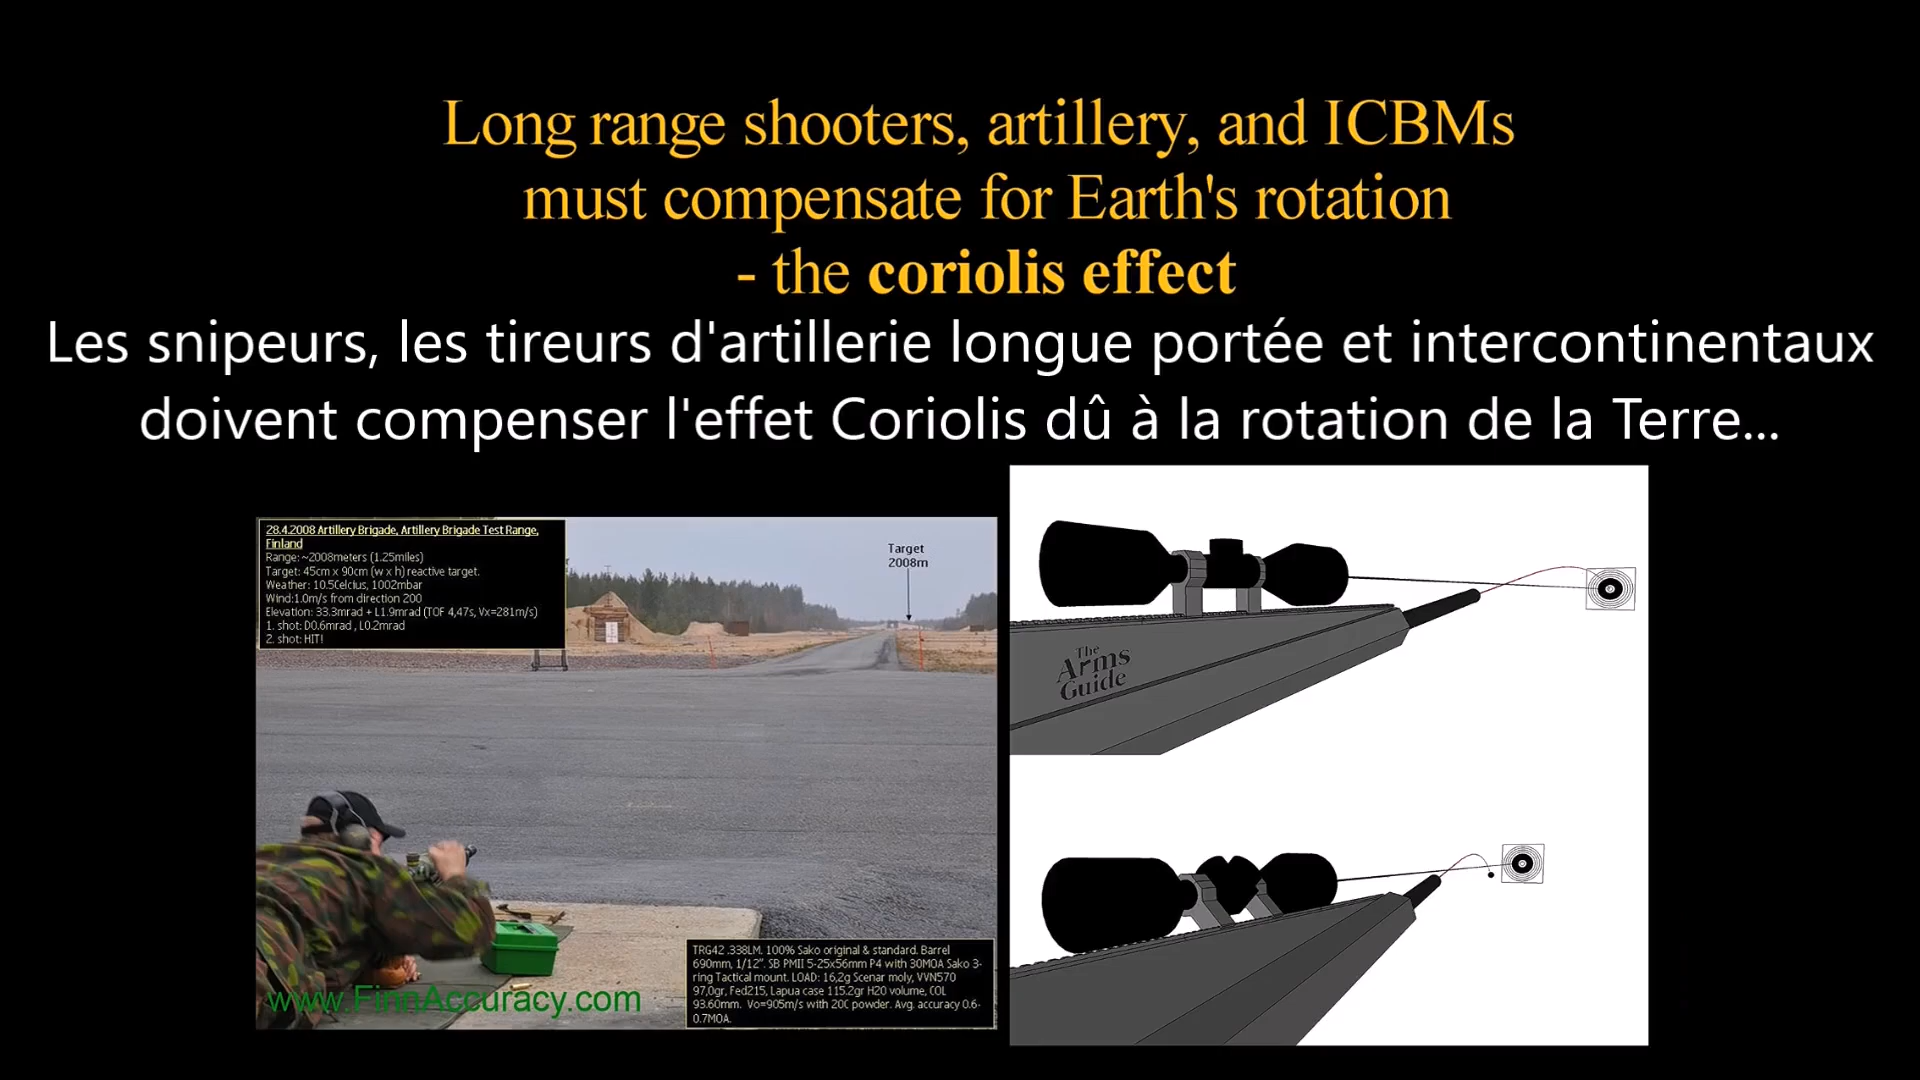 Long range shooters, artillery, and ICBMs
must compensate for Earth's rotation
- the coriolis effect
Les snipeurs, les tireurs d'artillerie longue portée et intercontinentaux
doivent compenser l'effet Coriolis dû à la rotation de la Terre...
28.4.2008 Artillery Brigade, Artillery Brigade Test Range,
Finland
Range: ~2008meters (1.25miles)
Target: 45cm x 90cm (w x h) reactive target.
Weather: 10.5Celcius, 1002mbar
Wind:1.0m/s from direction 200
Elevation: 33.3mrad + L1.9mrad (TOF 4,47s, Vx=281m/s)
1. shot: D0.6mrad , L0.2mrad
2. shot: HIT!
Target
2008m
The
Arms
Guide
TRG42 .338LM. 100% Sako original & standard. Barrel
690mm, 1/12". SB PMII 5-25x56mm P4 with 30MOA Sako 3-
ring Tactical mount. LOAD: 16,2g Scenar moly, VVN570
97,0gr, Fed215, Lapua case 115.2gr H2O volume, COL
93.60mm. Vo=905m/s with 20C powder. Avg. accuracy 0.6-
0.7MOA.
www.FinnAccuracy.com